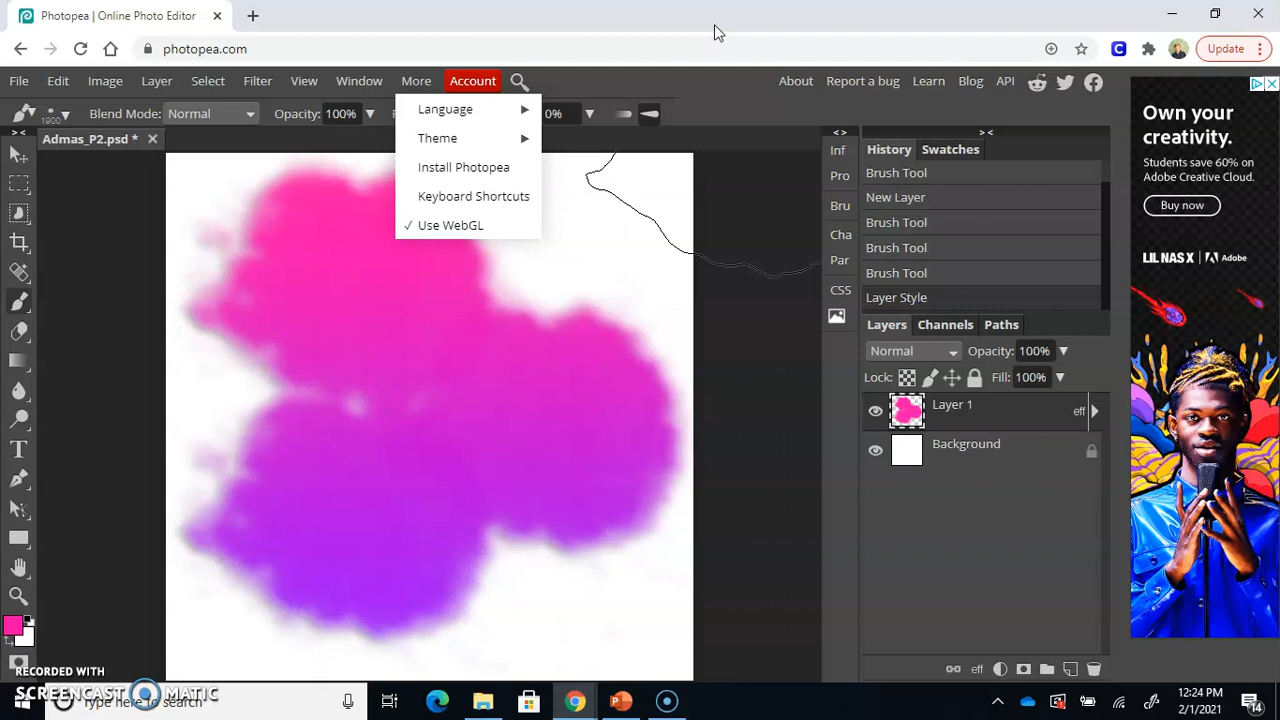 Photopea | Online Photo Editor
photopea.com
Update
File Edit Image Layer Select Filter View Window More Account
About Report a bug Learn Blog API
1900 Blend Mode: Normal Opacity: 100% 0%
Language
Theme
Install Photopea
Keyboard Shortcuts
✓ Use WebGL
Admas_P2.psd *
Inf
Pro
Bru
Cha
Par
CSS
History Swatches
Brush Tool
New Layer
Brush Tool
Brush Tool
Brush Tool
Layer Style
Layers Channels Paths
Normal Opacity: 100%
Lock: Fill: 100%
Layer 1 eff
Background
eff
Own your
creativity.
Students save 60% on
Adobe Creative Cloud.
Buy now
LIL NAS X | Adobe
RECORDED WITH
SCREENCAST MATIC
Type here to search
12:24 PM
2/1/2021
14